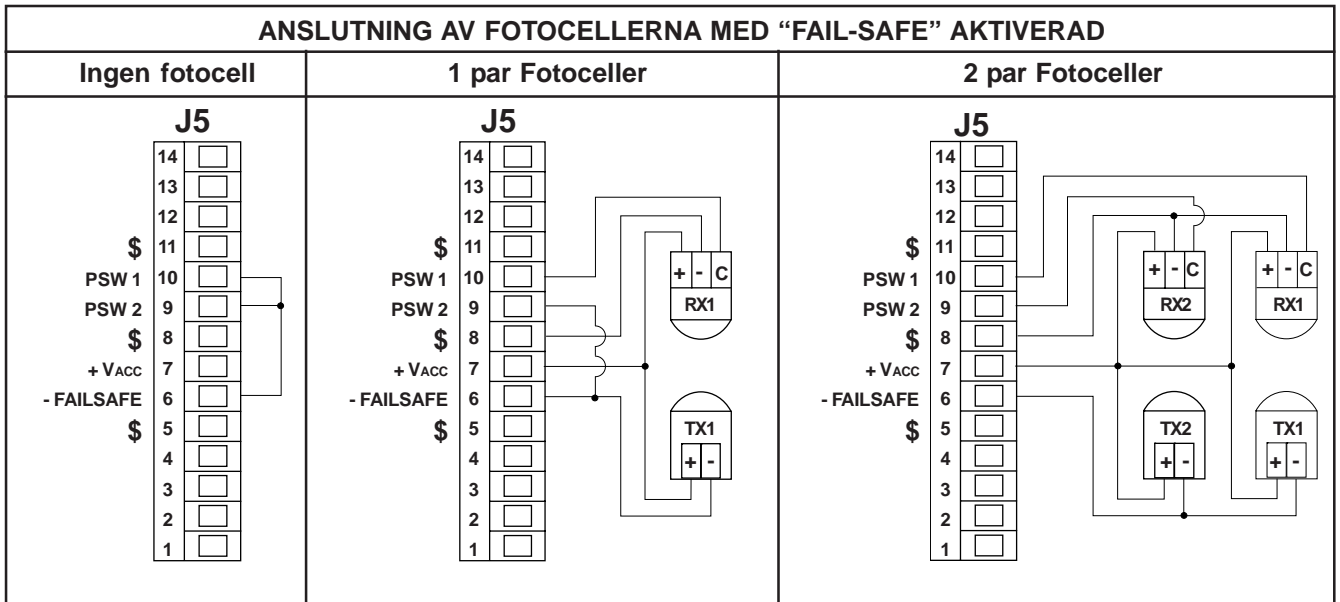 ANSLUTNING AV FOTOCELLERNA MED “FAIL-SAFE” AKTIVERAD
Ingen fotocell
1 par Fotoceller
2 par Fotoceller
J5
14
13
12
$ 11
PSW 1 10
PSW 2 9
$ 8
+ VACC 7
- FAILSAFE 6
$ 5
4
3
2
1
J5
14
13
12
$ 11
PSW 1 10
PSW 2 9
$ 8
+ VACC 7
- FAILSAFE 6
$ 5
4
3
2
1
+ - C
RX1
TX1
+ -
J5
14
13
12
$ 11
PSW 1 10
PSW 2 9
$ 8
+ VACC 7
- FAILSAFE 6
$ 5
4
3
2
1
+ - C
RX2
+ - C
RX1
TX2
+ -
TX1
+ -